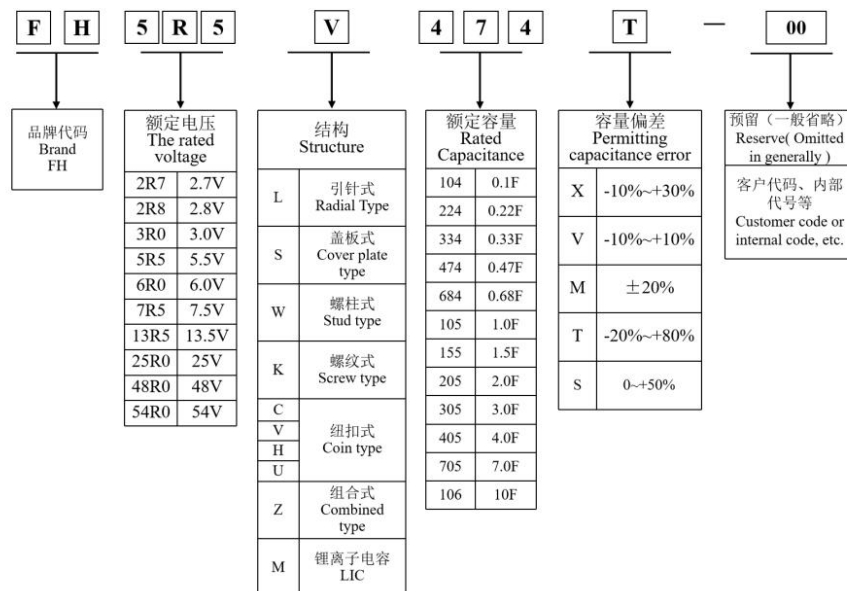 F H 5 R 5 V 4 7 4 T — 00
品牌代码
Brand
FH
额定电压
The rated
voltage
2R7 2.7V
2R8 2.8V
3R0 3.0V
5R5 5.5V
6R0 6.0V
7R5 7.5V
13R5 13.5V
25R0 25V
48R0 48V
54R0 54V
结构
Structure
L 引针式
Radial Type
S 盖板式
Cover plate
type
W 螺柱式
Stud type
K 螺纹式
Screw type
C
V
H
U
纽扣式
Coin type
Z 组合式
Combined
type
M 锂离子电容
LIC
额定容量
Rated
Capacitance
104 0.1F
224 0.22F
334 0.33F
474 0.47F
684 0.68F
105 1.0F
155 1.5F
205 2.0F
305 3.0F
405 4.0F
705 7.0F
106 10F
容量偏差
Permitting
capacitance error
X -10%~+30%
V -10%~+10%
M ±20%
T -20%~+80%
S 0~+50%
预留（一般省略）
Reserve( Omitted
in generally )
客户代码、内部
代号等
Customer code or
internal code, etc.